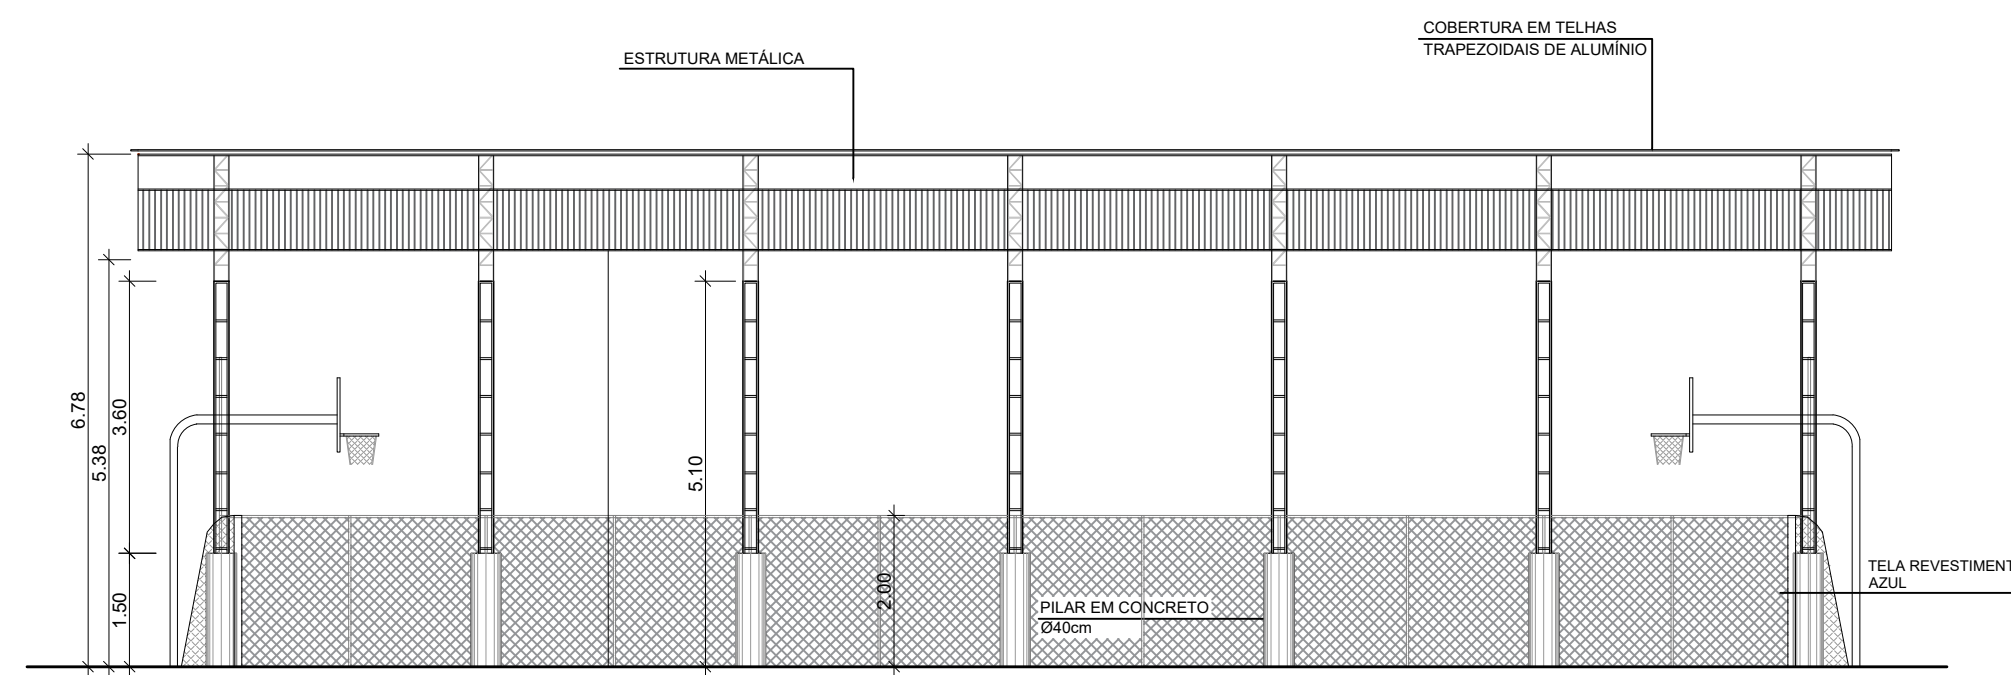 COBERTURA EM TELHAS
TRAPEZOIDAIS DE ALUMÍNIO
ESTRUTURA METÁLICA
6.78
5.38
3.60
1.50
5.10
2.00
PILAR EM CONCRETO
Ø40cm
TELA REVESTIMENT
AZUL